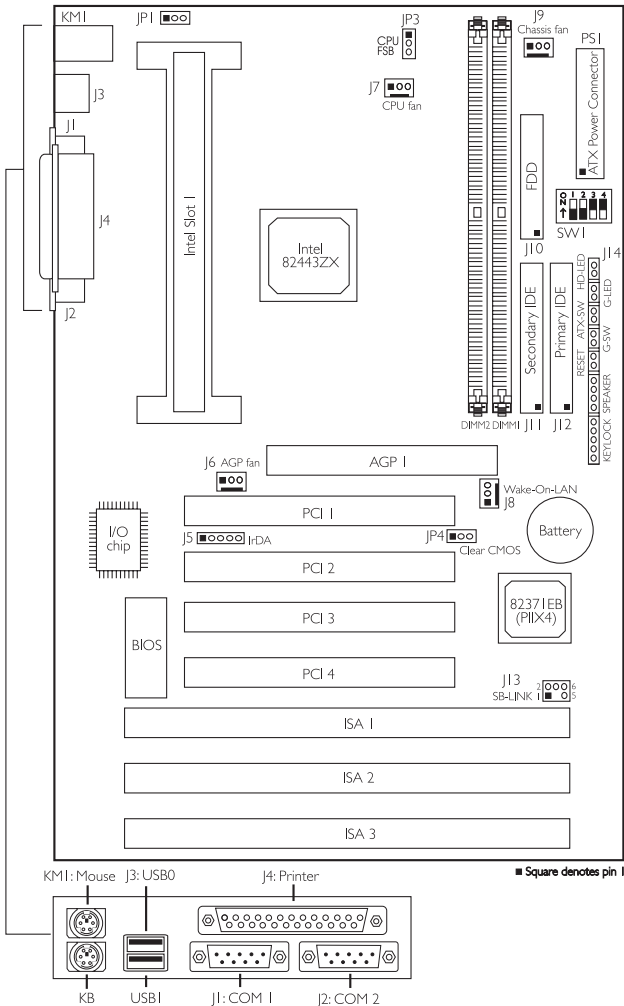 KM1
JP1
JP3
CPU
FSB
J9
Chassis fan
PS1
ATX Power Connector
J3
J7
CPU fan
J1
J4
Intel Slot 1
FDD
O
N
1 2 3 4
SW1
Intel
82443ZX
J10
J14
J2
Secondary IDE
Primary IDE
HD-LED
G-LED
ATX-SW
G-SW
RESET
SPEAKER
KEYLOCK
DIMM2 DIMM1 J11 J12
J6 AGP fan
AGP 1
Wake-On-LAN
J8
PCI 1
I/O
chip
J5
IrDA
JP4
Clear CMOS
Battery
PCI 2
82371EB
(PIIX4)
BIOS
PCI 3
PCI 4
J13
SB-LINK
2 6
1 5
ISA 1
ISA 2
ISA 3
■ Square denotes pin 1
KM1: Mouse
J3: USB0
J4: Printer
KB
USB1
J1: COM 1
J2: COM 2